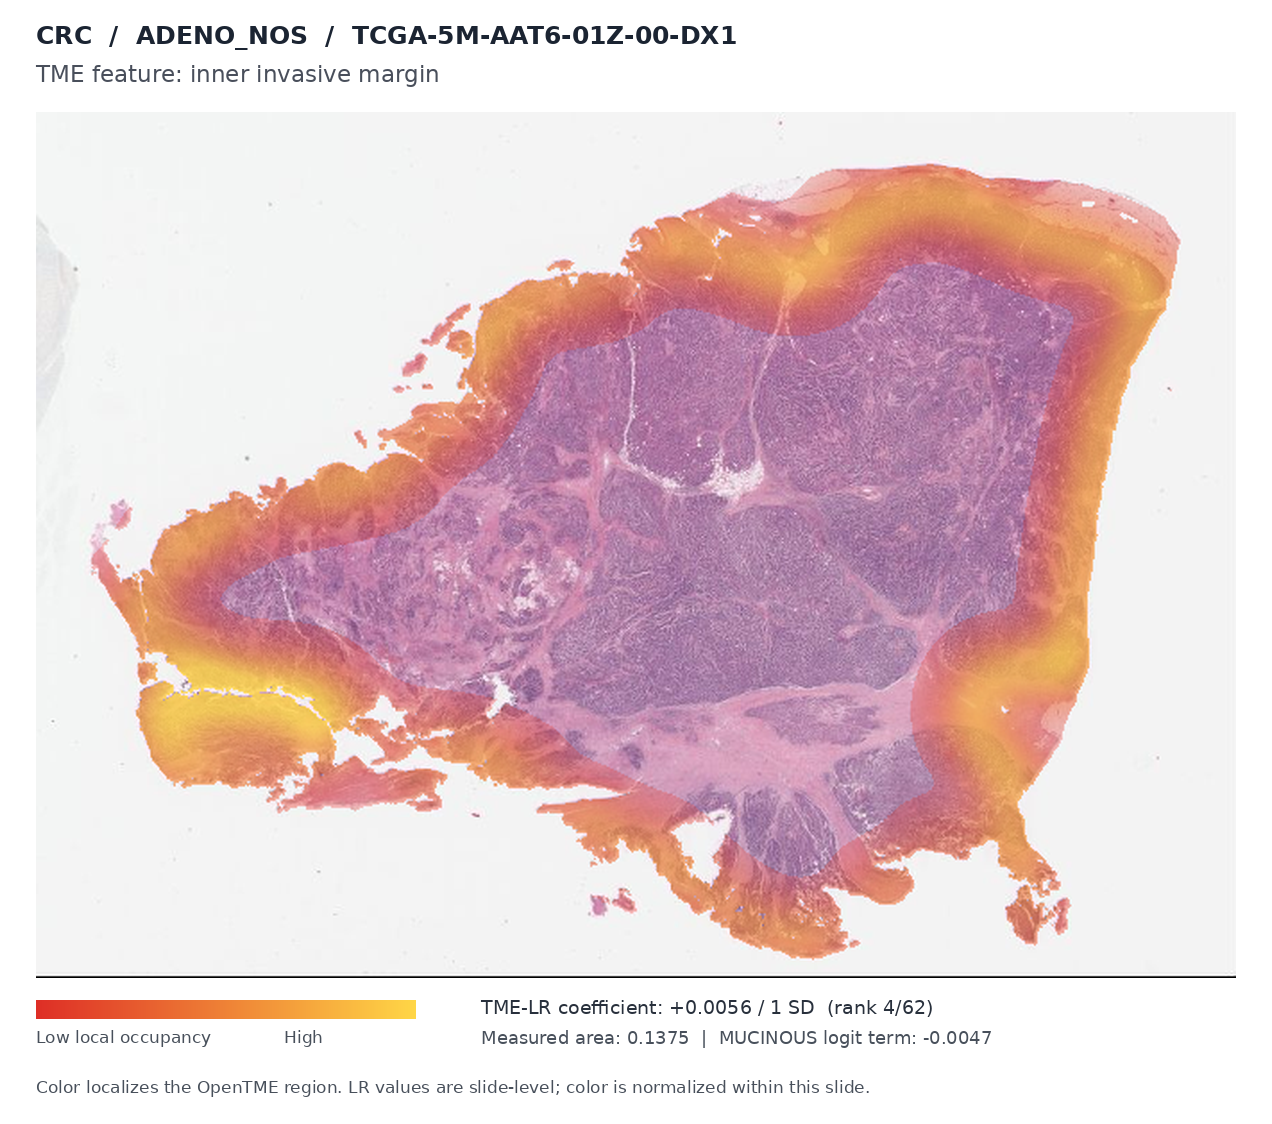 CRC / ADENO_NOS / TCGA-5M-AAT6-01Z-00-DX1
TME feature: inner invasive margin
TME-LR coefficient: +0.0056 / 1 SD (rank 4/62)
Low local occupancy High
Measured area: 0.1375 | MUCINOUS logit term: -0.0047
Color localizes the OpenTME region. LR values are slide-level; color is normalized within this slide.